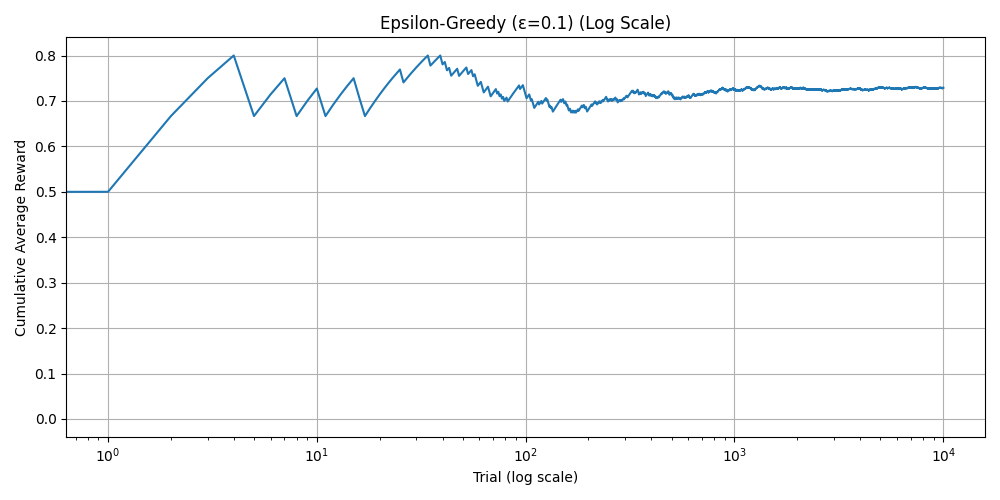 Epsilon-Greedy (ε=0.1) (Log Scale)
Cumulative Average Reward
0.8
0.7
0.6
0.5
0.4
0.3
0.2
0.1
0.0
10⁰ 10¹ 10² 10³ 10⁴
Trial (log scale)